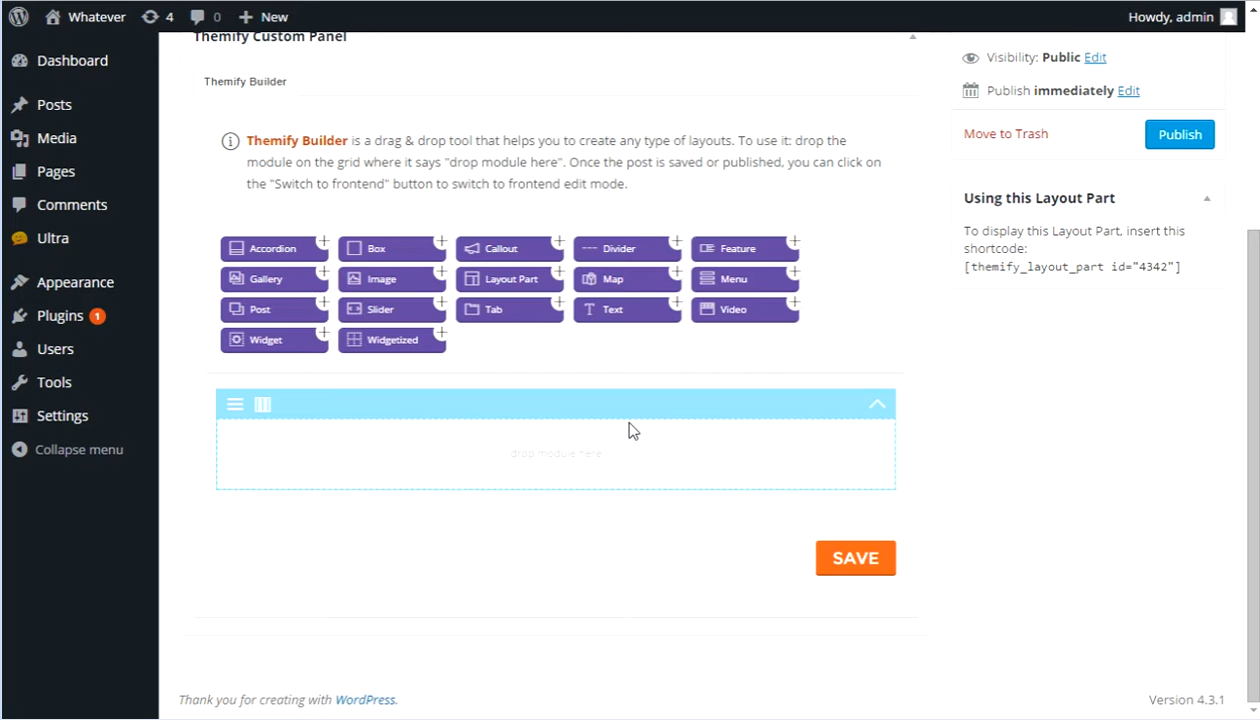 Whatever 4 0 New Howdy, admin
Dashboard
Posts
Media
Pages
Comments
Ultra
Appearance
Plugins 1
Users
Tools
Settings
Collapse menu
Themify Custom Panel
Themify Builder
Themify Builder is a drag & drop tool that helps you to create any type of layouts. To use it: drop the
module on the grid where it says "drop module here". Once the post is saved or published, you can click on
the "Switch to frontend" button to switch to frontend edit mode.
Accordion Box Callout Divider Feature
Gallery Image Layout Part Map Menu
Post Slider Tab Text Video
Widget Widgetized
drop module here
SAVE
Visibility: Public Edit
Publish immediately Edit
Move to Trash Publish
Using this Layout Part
To display this Layout Part, insert this
shortcode:
[themify_layout_part id="4342"]
Thank you for creating with WordPress. Version 4.3.1